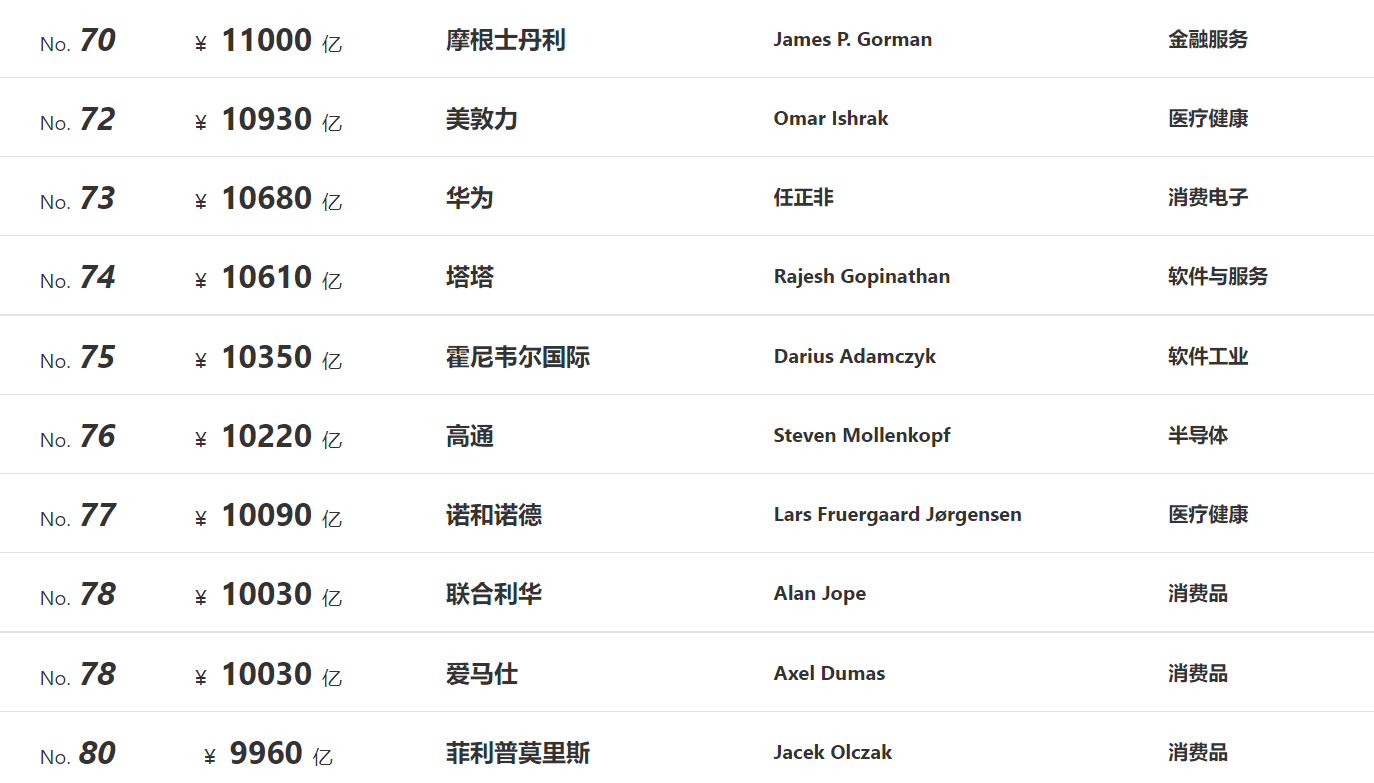 No. 70 ¥ 11000 亿 摩根士丹利 James P. Gorman 金融服务
No. 72 ¥ 10930 亿 美敦力 Omar Ishrak 医疗健康
No. 73 ¥ 10680 亿 华为 任正非 消费电子
No. 74 ¥ 10610 亿 塔塔 Rajesh Gopinathan 软件与服务
No. 75 ¥ 10350 亿 霍尼韦尔国际 Darius Adamczyk 软件工业
No. 76 ¥ 10220 亿 高通 Steven Mollenkopf 半导体
No. 77 ¥ 10090 亿 诺和诺德 Lars Fruergaard Jørgensen 医疗健康
No. 78 ¥ 10030 亿 联合利华 Alan Jope 消费品
No. 78 ¥ 10030 亿 爱马仕 Axel Dumas 消费品
No. 80 ¥ 9960 亿 菲利普莫里斯 Jacek Olczak 消费品